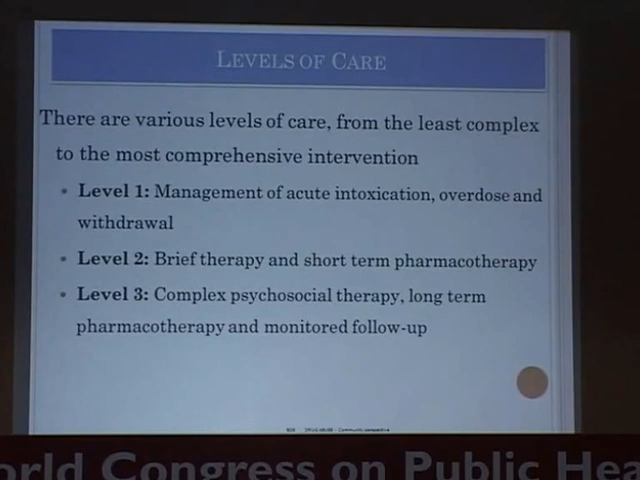 LEVELS OF CARE
There are various levels of care, from the least complex
to the most comprehensive intervention
• Level 1: Management of acute intoxication, overdose and
withdrawal
• Level 2: Brief therapy and short term pharmacotherapy
• Level 3: Complex psychosocial therapy, long term
pharmacotherapy and monitored follow-up
orld Congress on Public Hea